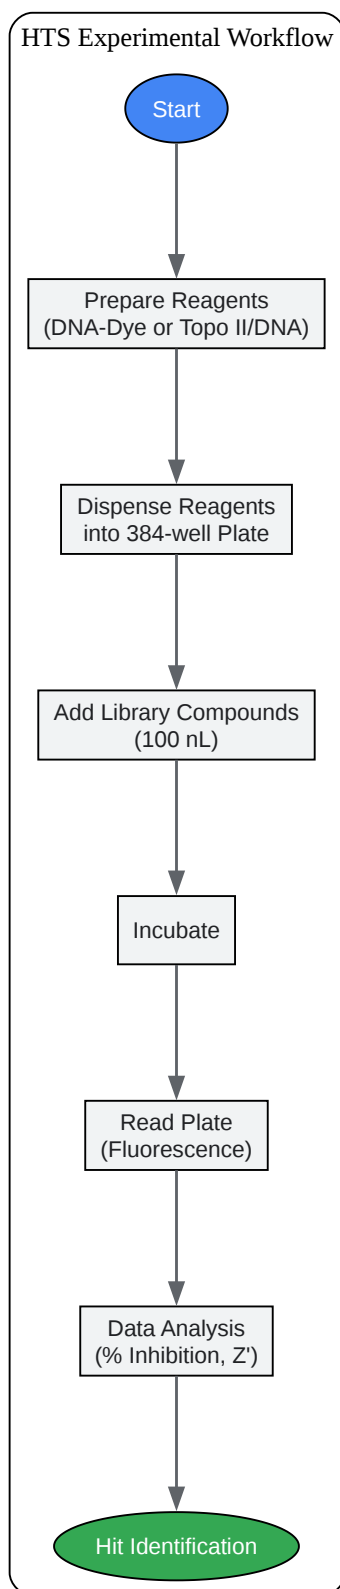 HTS Experimental Workflow
Start
Prepare Reagents
(DNA-Dye or Topo II/DNA)
Dispense Reagents
into 384-well Plate
Add Library Compounds
(100 nL)
Incubate
Read Plate
(Fluorescence)
Data Analysis
(% Inhibition, Z')
Hit Identification